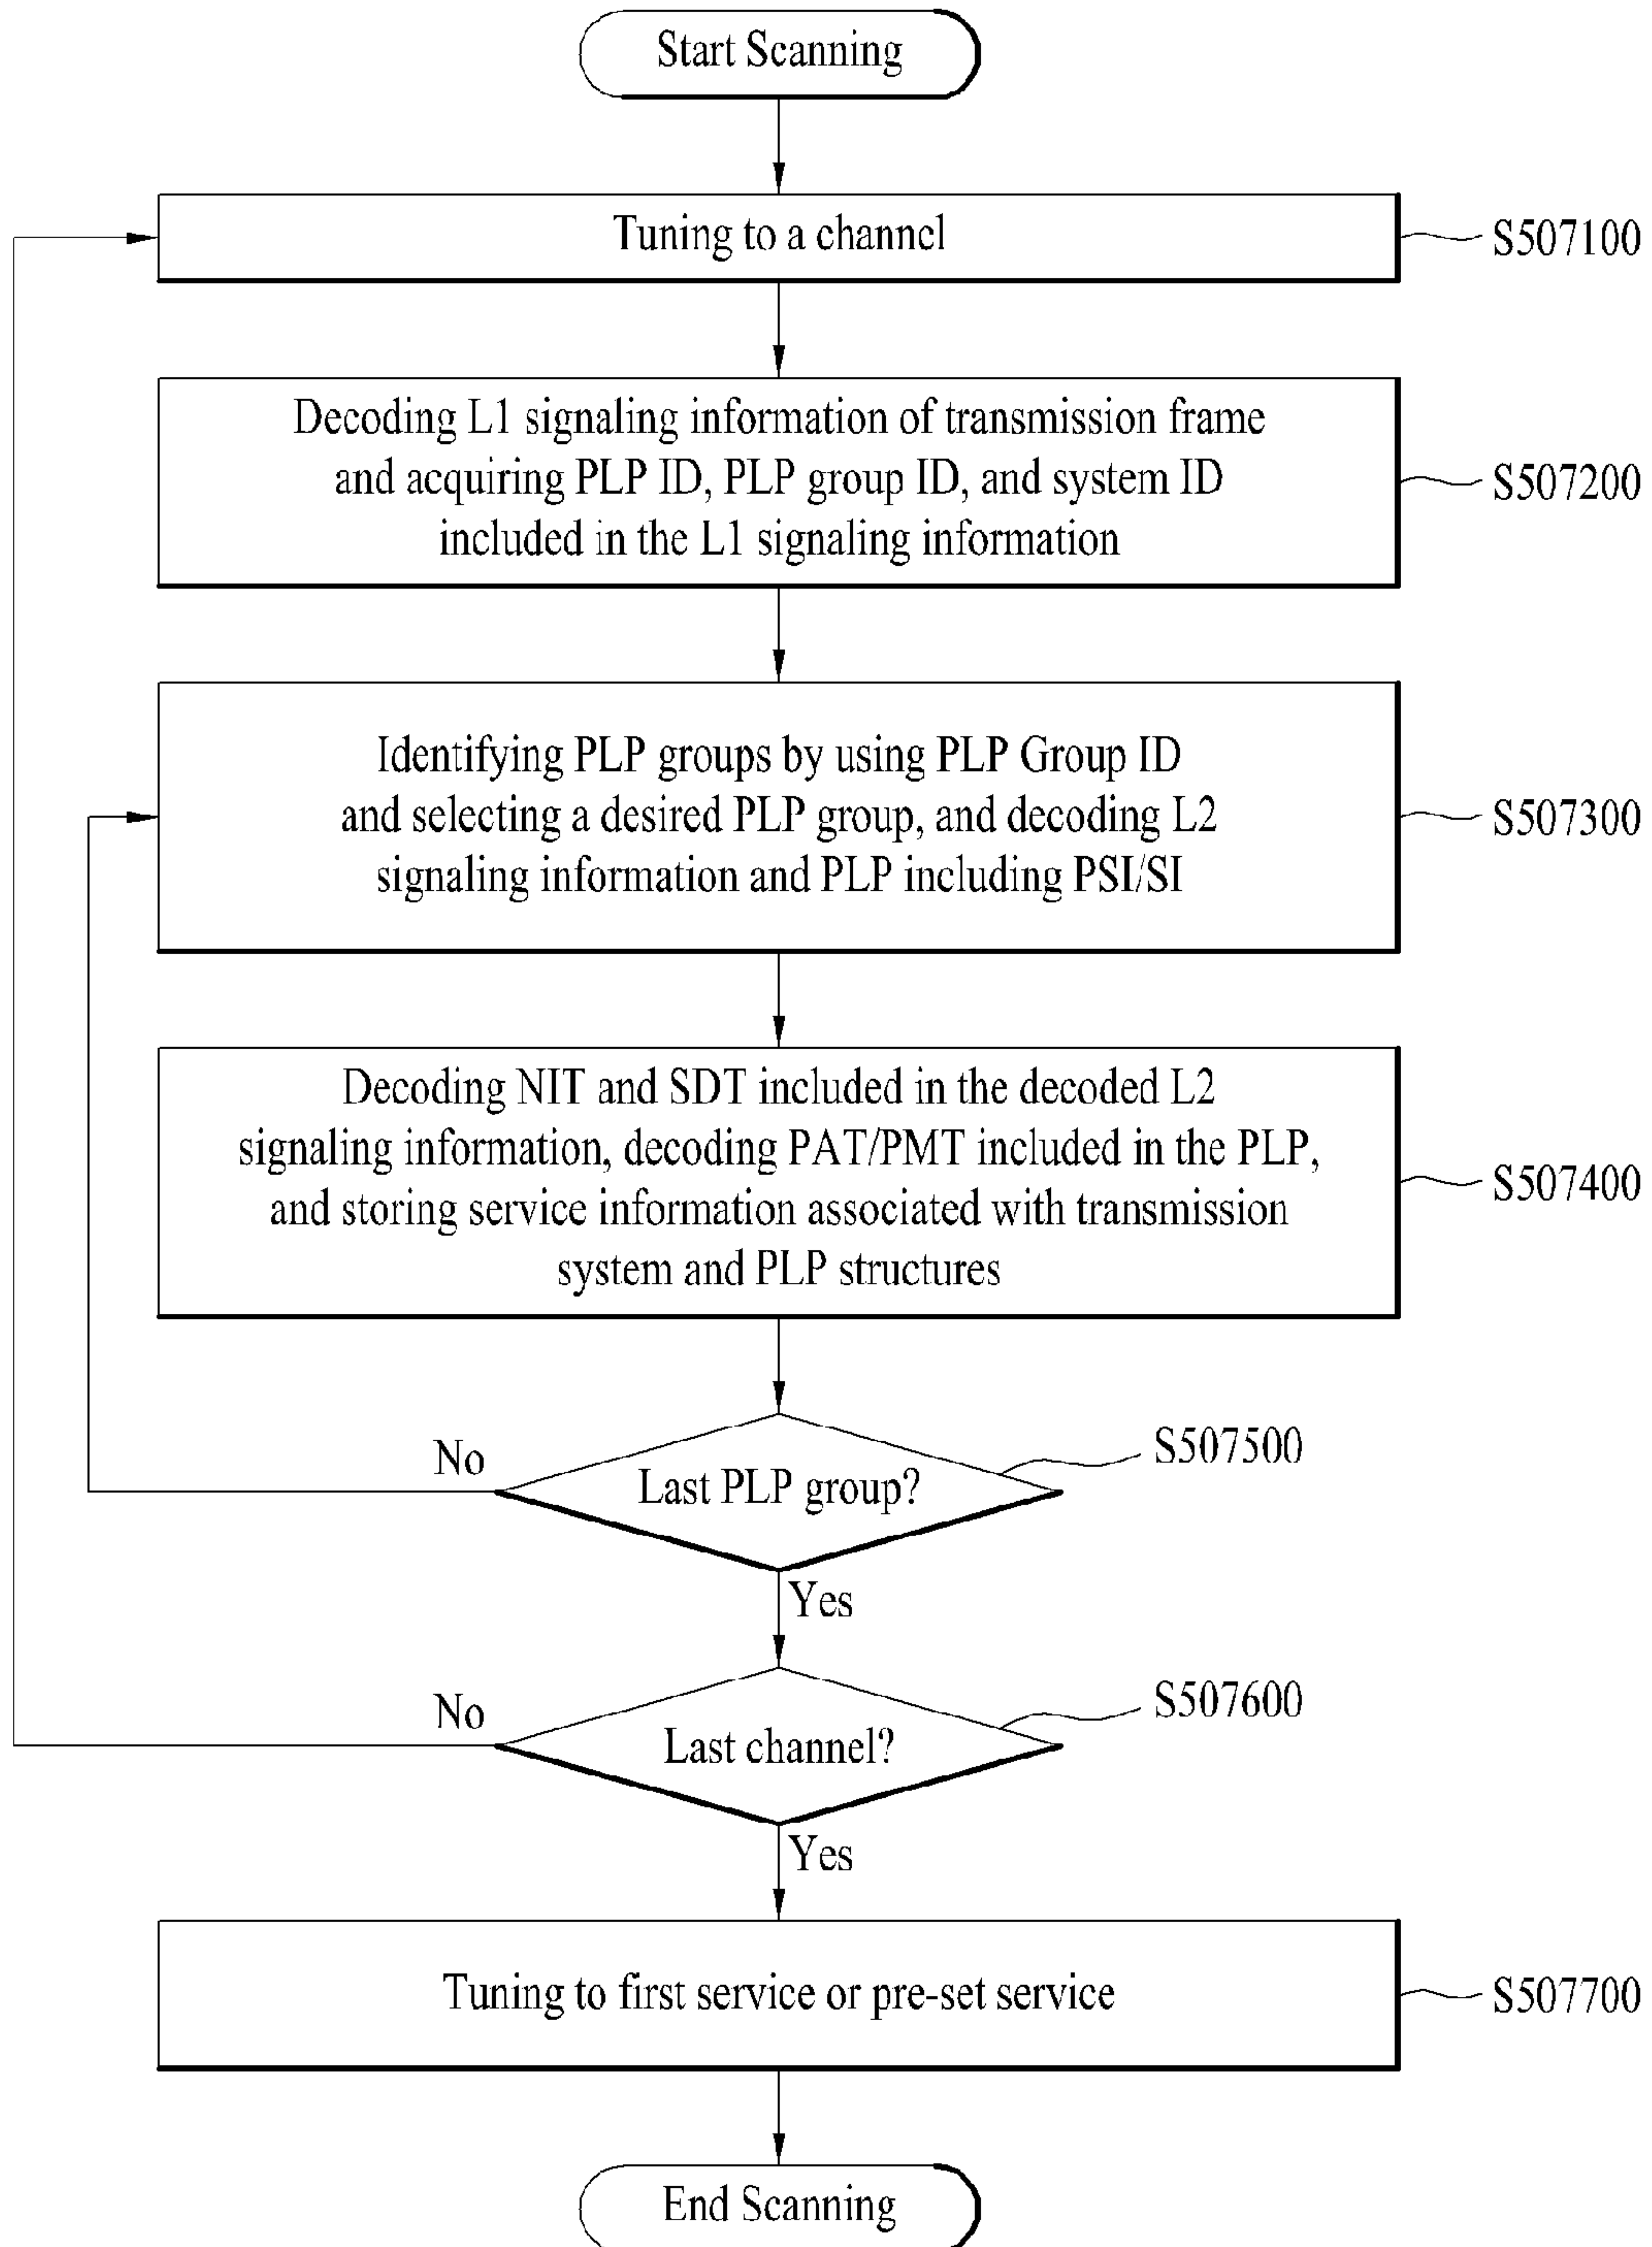 Start Scanning
Tuning to a channel
S507100
Decoding L1 signaling information of transmission frame
and acquiring PLP ID, PLP group ID, and system ID
included in the L1 signaling information
S507200
Identifying PLP groups by using PLP Group ID
and selecting a desired PLP group, and decoding L2
signaling information and PLP including PSI/SI
S507300
Decoding NIT and SDT included in the decoded L2
signaling information, decoding PAT/PMT included in the PLP,
and storing service information associated with transmission
system and PLP structures
S507400
No
Last PLP group?
S507500
Yes
No
Last channel?
S507600
Yes
Tuning to first service or pre-set service
S507700
End Scanning